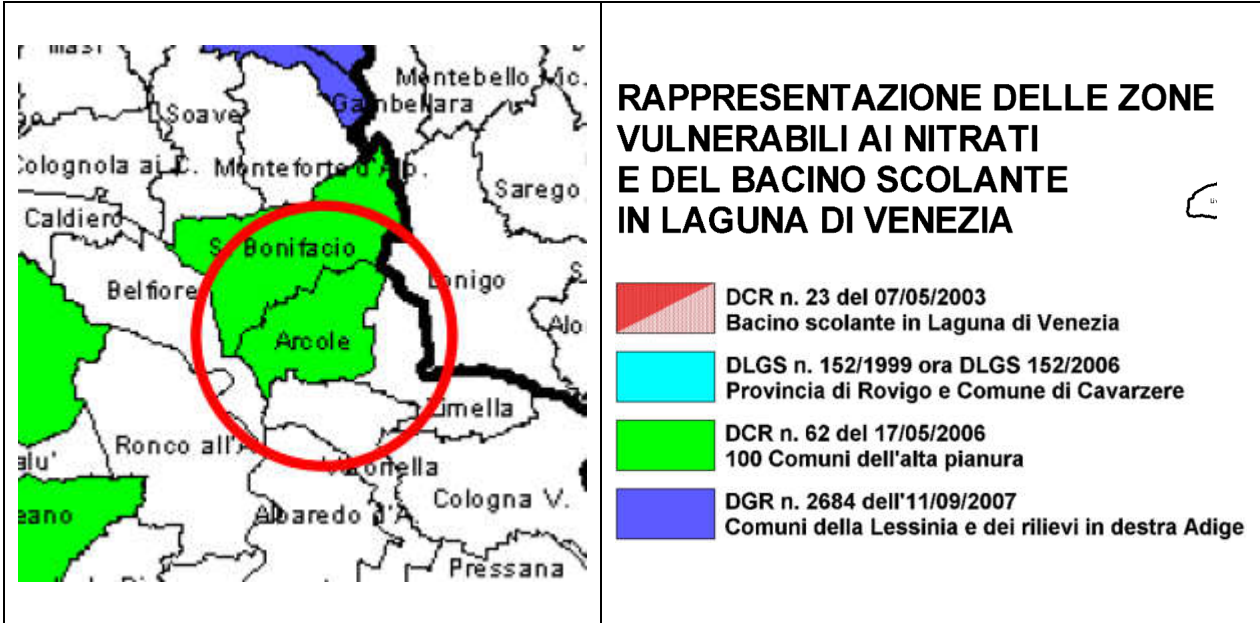 Montebello Vic.
Gambellara
Soave
Colognola ai C.
Monteforte d'Alp.
Sarego
Caldiero
S. Bonifacio
Lonigo
Belfiore
Arcole
Ronco all'A
Cologna V.
Albaredo d'A
Pressana
RAPPRESENTAZIONE DELLE ZONE
VULNERABILI AI NITRATI
E DEL BACINO SCOLANTE
IN LAGUNA DI VENEZIA
DCR n. 23 del 07/05/2003
Bacino scolante in Laguna di Venezia
DLGS n. 152/1999 ora DLGS 152/2006
Provincia di Rovigo e Comune di Cavarzere
DCR n. 62 del 17/05/2006
100 Comuni dell'alta pianura
DGR n. 2684 dell'11/09/2007
Comuni della Lessinia e dei rilievi in destra Adige